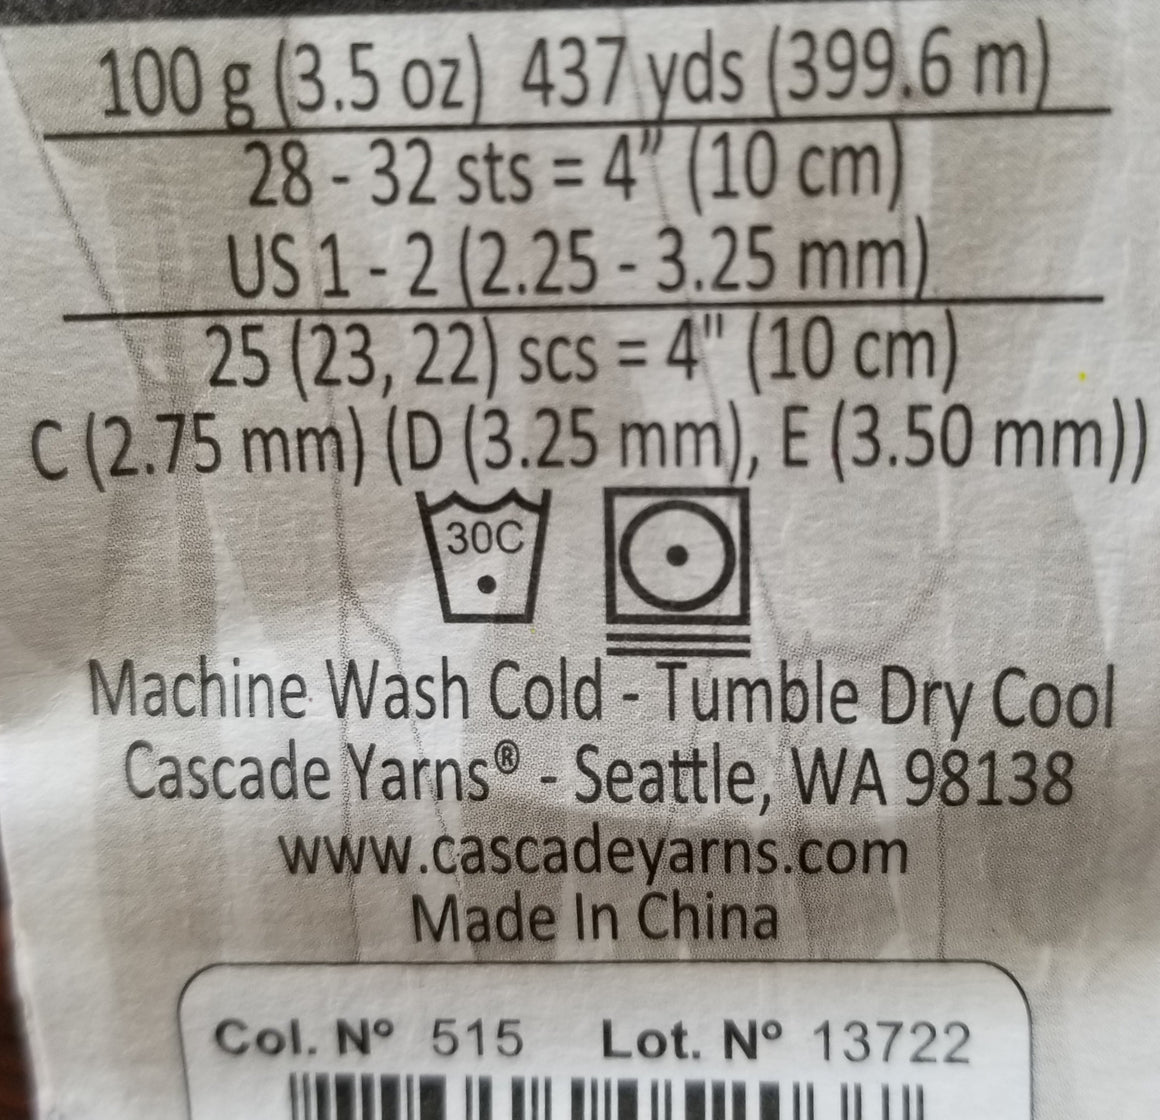 100 g (3.5 oz) 437 yds (399.6 m)
28 - 32 sts = 4” (10 cm)
US 1 - 2 (2.25 - 3.25 mm)
25 (23, 22) scs = 4" (10 cm)
C (2.75 mm) (D (3.25 mm), E (3.50 mm))
30C
Machine Wash Cold - Tumble Dry Cool
Cascade Yarns® - Seattle, WA 98138
www.cascadeyarns.com
Made In China
Col. Nº 515 Lot. Nº 13722